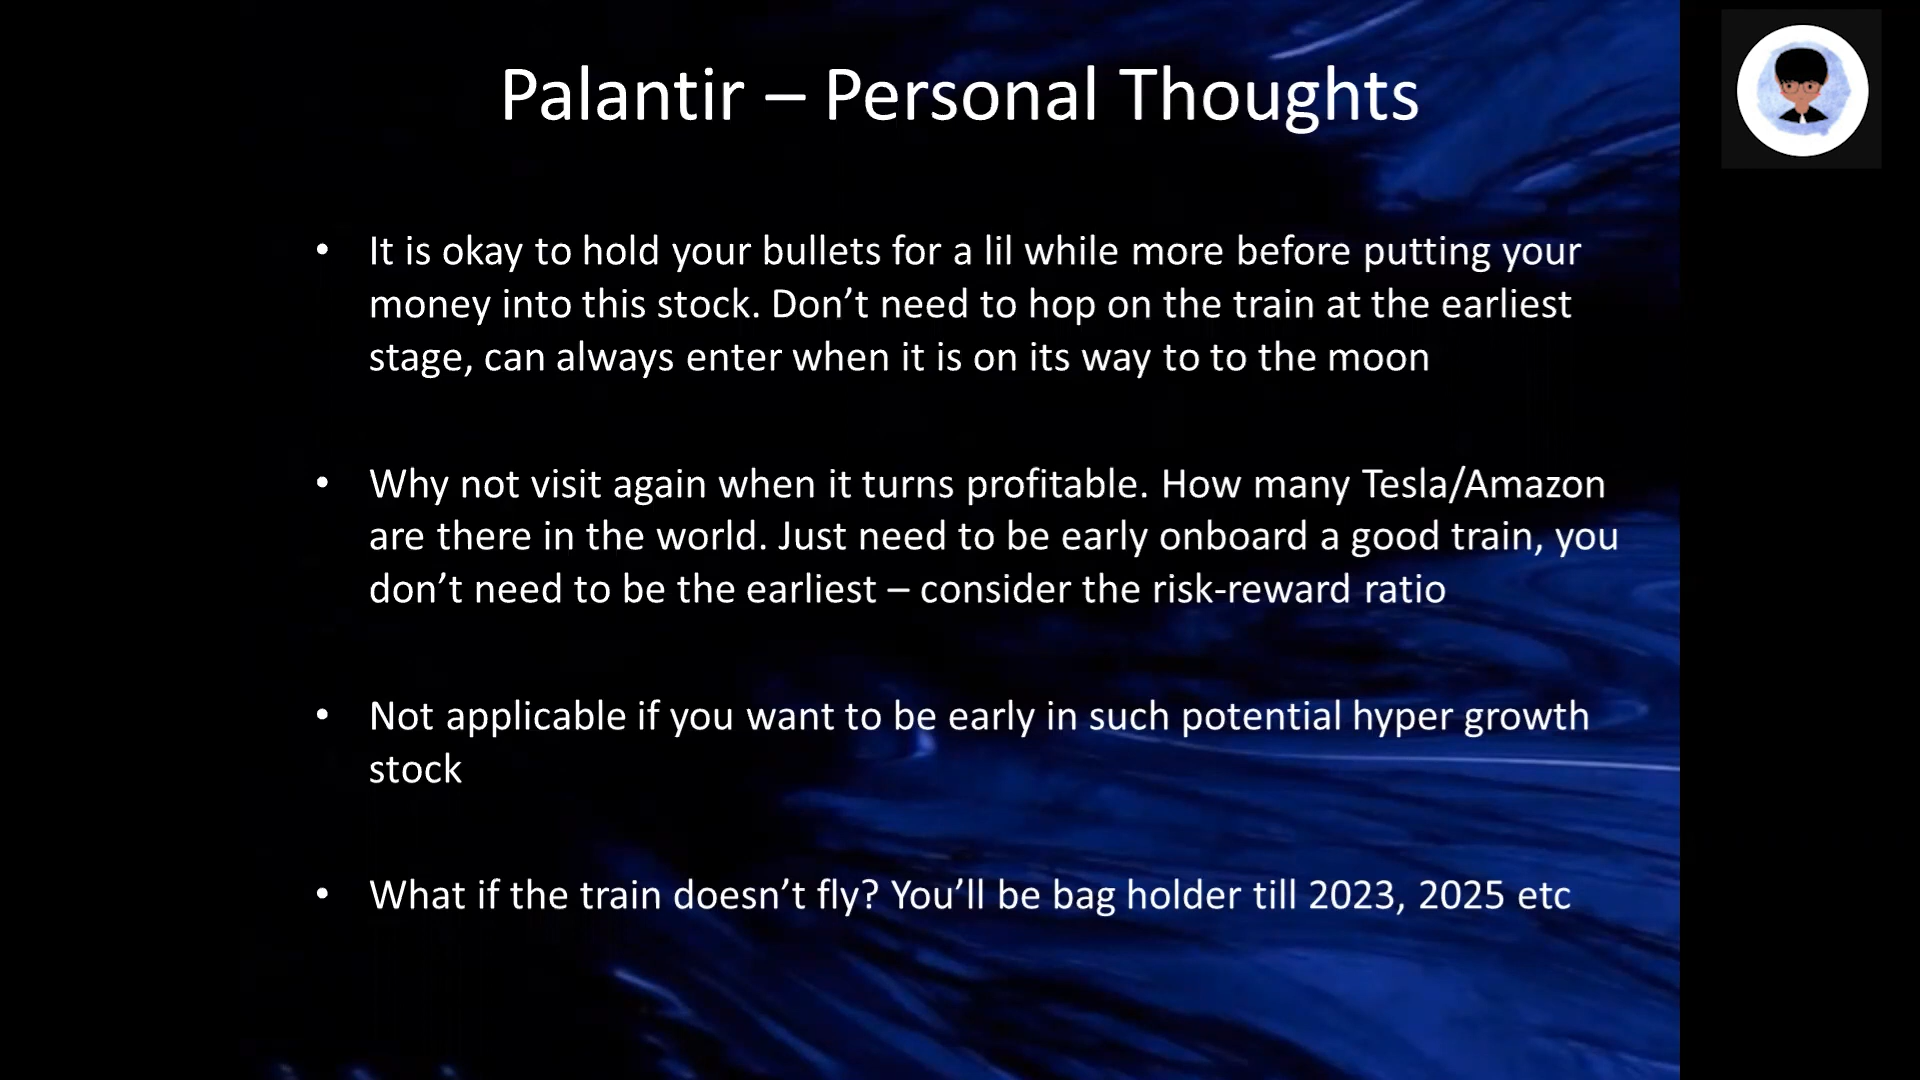 Palantir – Personal Thoughts
• It is okay to hold your bullets for a lil while more before putting your
money into this stock. Don’t need to hop on the train at the earliest
stage, can always enter when it is on its way to to the moon
• Why not visit again when it turns profitable. How many Tesla/Amazon
are there in the world. Just need to be early onboard a good train, you
don’t need to be the earliest – consider the risk-reward ratio
• Not applicable if you want to be early in such potential hyper growth
stock
• What if the train doesn’t fly? You’ll be bag holder till 2023, 2025 etc